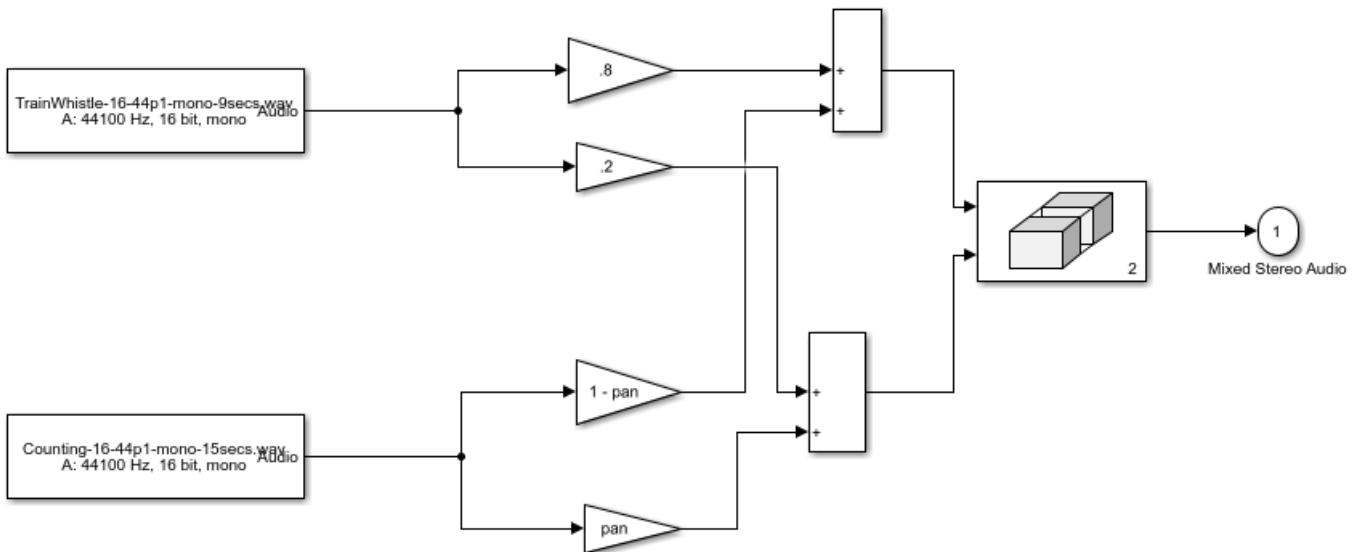 TrainWhistle-16-44p1-mono-9secs.wav
A: 44100 Hz, 16 bit, mono
Audio
.8
.2
+
+
2
1
Mixed Stereo Audio
Counting-16-44p1-mono-15secs.wav
A: 44100 Hz, 16 bit, mono
Audio
1 - pan
pan
+
+